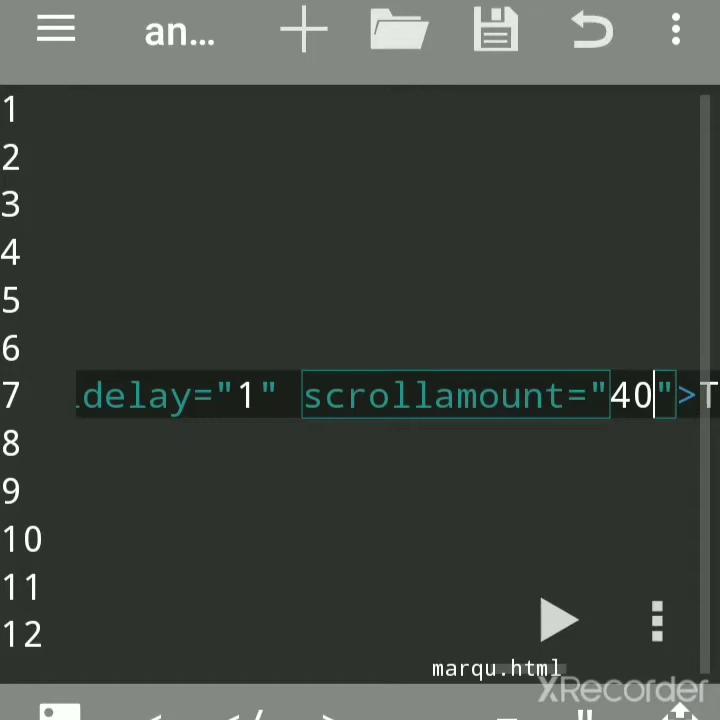 an...
1
2
3
4
5
6
7 .delay="1" scrollamount="40">T
8
9
10
11
12
marqu.html
XRecorder
< </ > = "